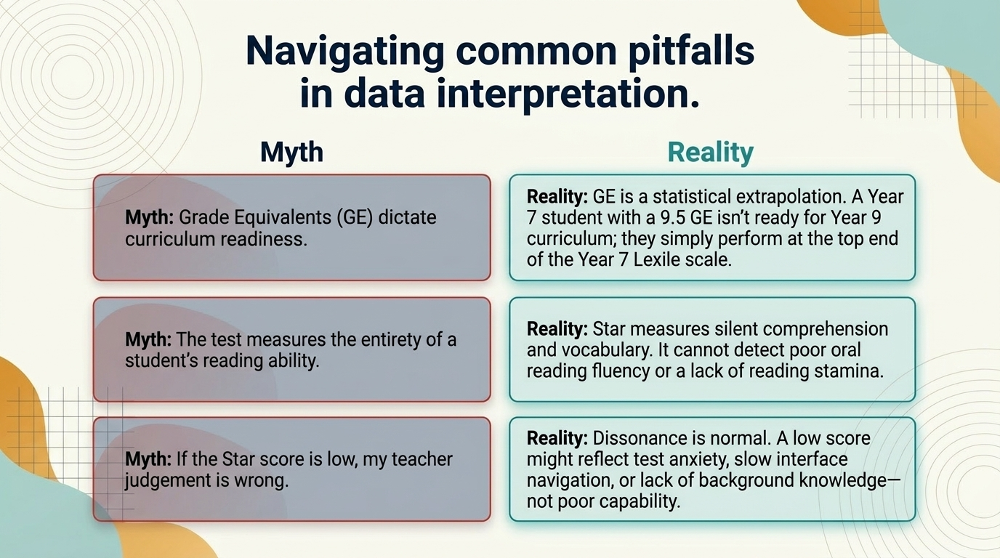 Navigating common pitfalls
in data interpretation.
Myth
Reality
Myth: Grade Equivalents (GE) dictate
curriculum readiness.
Reality: GE is a statistical extrapolation. A Year
7 student with a 9.5 GE isn’t ready for Year 9
curriculum; they simply perform at the top end
of the Year 7 Lexile scale.
Myth: The test measures the entirety of a
student’s reading ability.
Reality: Star measures silent comprehension
and vocabulary. It cannot detect poor oral
reading fluency or a lack of reading stamina.
Myth: If the Star score is low, my teacher
judgement is wrong.
Reality: Dissonance is normal. A low score
might reflect test anxiety, slow interface
navigation, or lack of background knowledge—
not poor capability.